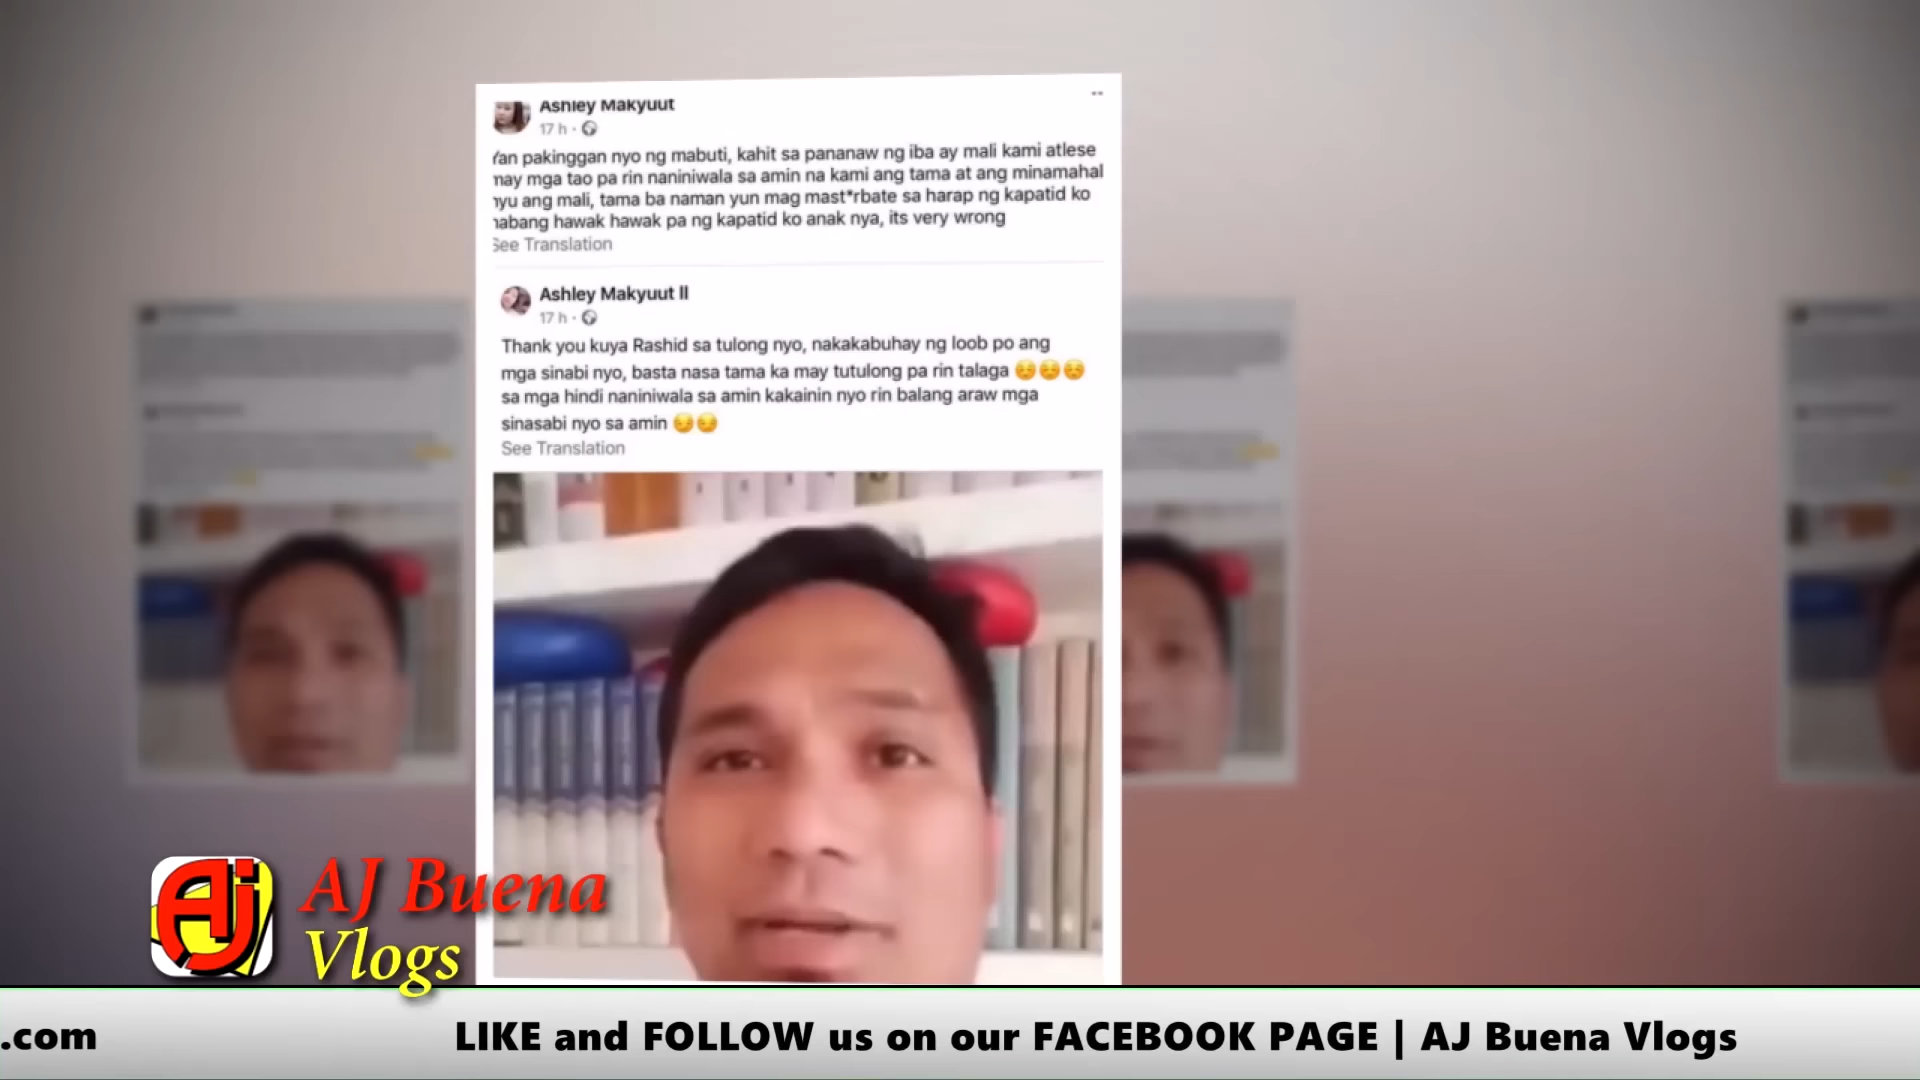 Ashley Makyuut
17 h
Yan pakinggan nyo ng mabuti, kahit sa pananaw ng iba ay mali kami atlese
may mga tao pa rin naniniwala sa amin na kami ang tama at ang minamahal
nyu ang mali, tama ba naman yun mag mast*rbate sa harap ng kapatid ko
habang hawak hawak pa ng kapatid ko anak nya, its very wrong
See Translation
Ashley Makyuut ll
17 h
Thank you kuya Rashid sa tulong nyo, nakakabuhay ng loob po ang
mga sinabi nyo, basta nasa tama ka may tutulong pa rin talaga 😏😏😏
sa mga hindi naniniwala sa amin kakainin nyo rin balang araw mga
sinasabi nyo sa amin 😏😏
See Translation
Aj
AJ Buena
Vlogs
.com LIKE and FOLLOW us on our FACEBOOK PAGE | AJ Buena Vlogs